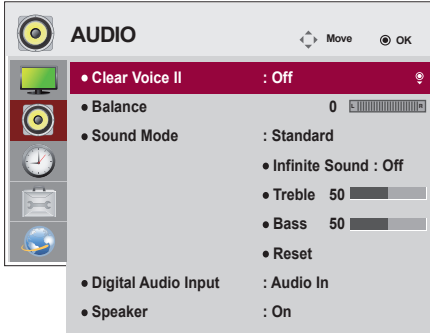 AUDIO Move OK
• Clear Voice II : Off
• Balance 0 L R
• Sound Mode : Standard
• Infinite Sound : Off
• Treble 50
• Bass 50
• Reset
• Digital Audio Input : Audio In
• Speaker : On